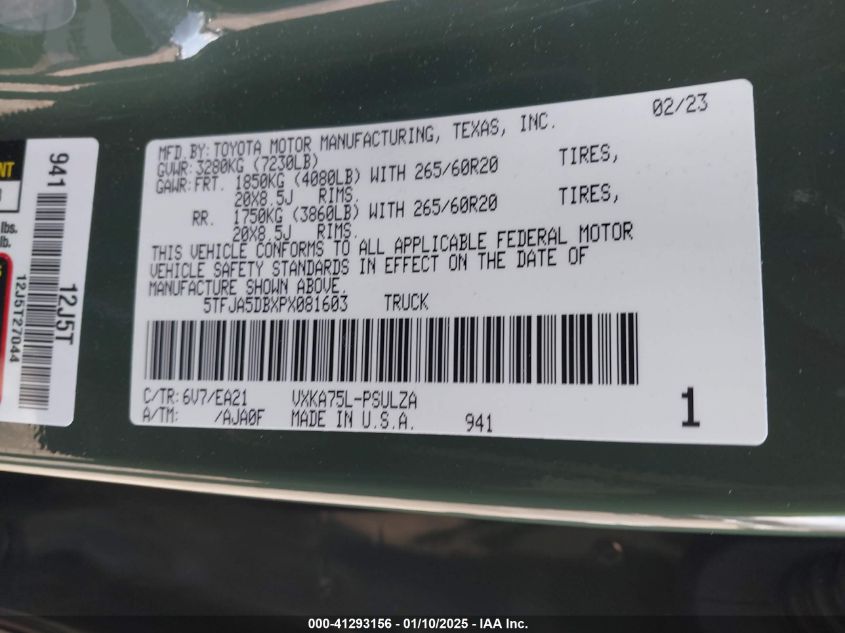 02/23
MFD.BY: TOYOTA MOTOR MANUFACTURING, TEXAS, INC.
GVWR: 3280KG (7230LB)
GAWR: FRT. 1850KG (4080LB) WITH 265/60R20 TIRES,
20X8.5J RIMS.
RR. 1750KG (3860LB) WITH 265/60R20 TIRES,
20X8.5J RIMS.
THIS VEHICLE CONFORMS TO ALL APPLICABLE FEDERAL MOTOR
VEHICLE SAFETY STANDARDS IN EFFECT ON THE DATE OF
MANUFACTURE SHOWN ABOVE.
5TFJA5DBXPX081603 TRUCK
C/TR: 6V7/EA21 VXKA75L-PSULZA
A/TM: /AJA0F MADE IN U.S.A. 941
1
941
12J5T
12J5T27044
lbs.
lb.
000-41293156 - 01/10/2025 - IAA Inc.